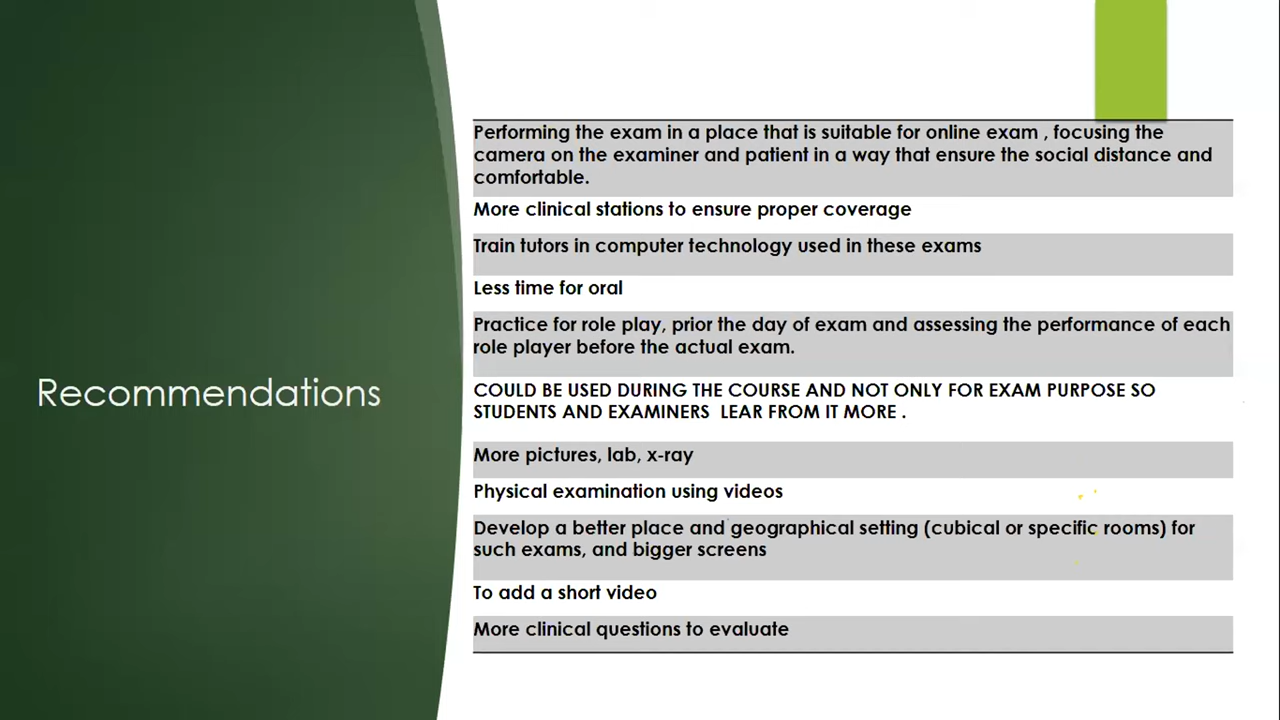 Recommendations
Performing the exam in a place that is suitable for online exam , focusing the
camera on the examiner and patient in a way that ensure the social distance and
comfortable.
More clinical stations to ensure proper coverage
Train tutors in computer technology used in these exams
Less time for oral
Practice for role play, prior the day of exam and assessing the performance of each
role player before the actual exam.
COULD BE USED DURING THE COURSE AND NOT ONLY FOR EXAM PURPOSE SO
STUDENTS AND EXAMINERS  LEAR FROM IT MORE .
More pictures, lab, x-ray
Physical examination using videos
Develop a better place and geographical setting (cubical or specific rooms) for
such exams, and bigger screens
To add a short video
More clinical questions to evaluate